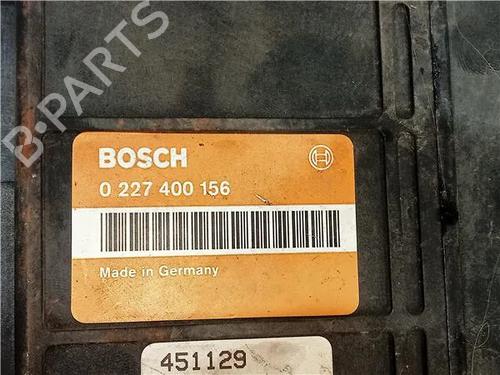 B-PARTS
BOSCH
0 227 400 156
Made in Germany
451129